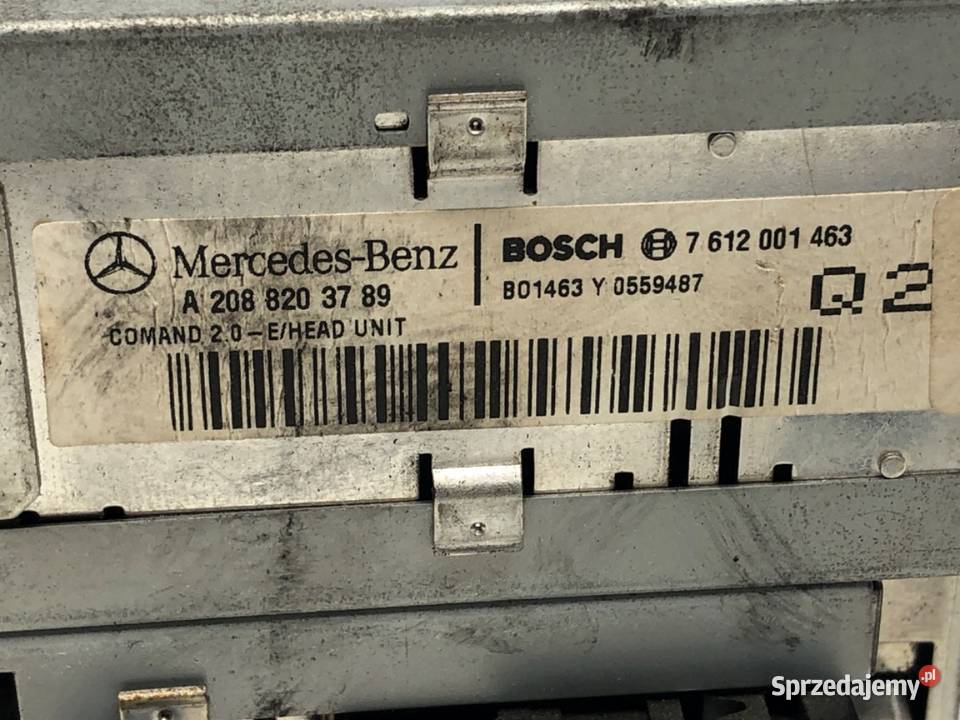 Mercedes-Benz
A 208 820 37 89
COMAND 2.0 – E/HEAD UNIT
BOSCH 7 612 001 463
BO1463 Y 0559487
Q2
Sprzedajemy.pl